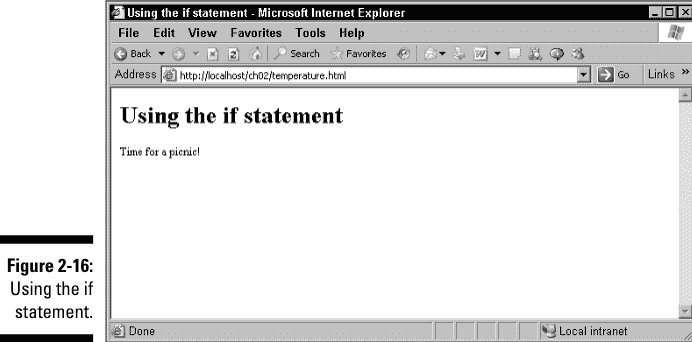 Using the if statement - Microsoft Internet Explorer
File Edit View Favorites Tools Help
Back Search Favorites
Address http://localhost/ch02/temperature.html Go Links »
Using the if statement
Time for a picnic!
Done Local intranet
Figure 2-16:
Using the if
statement.